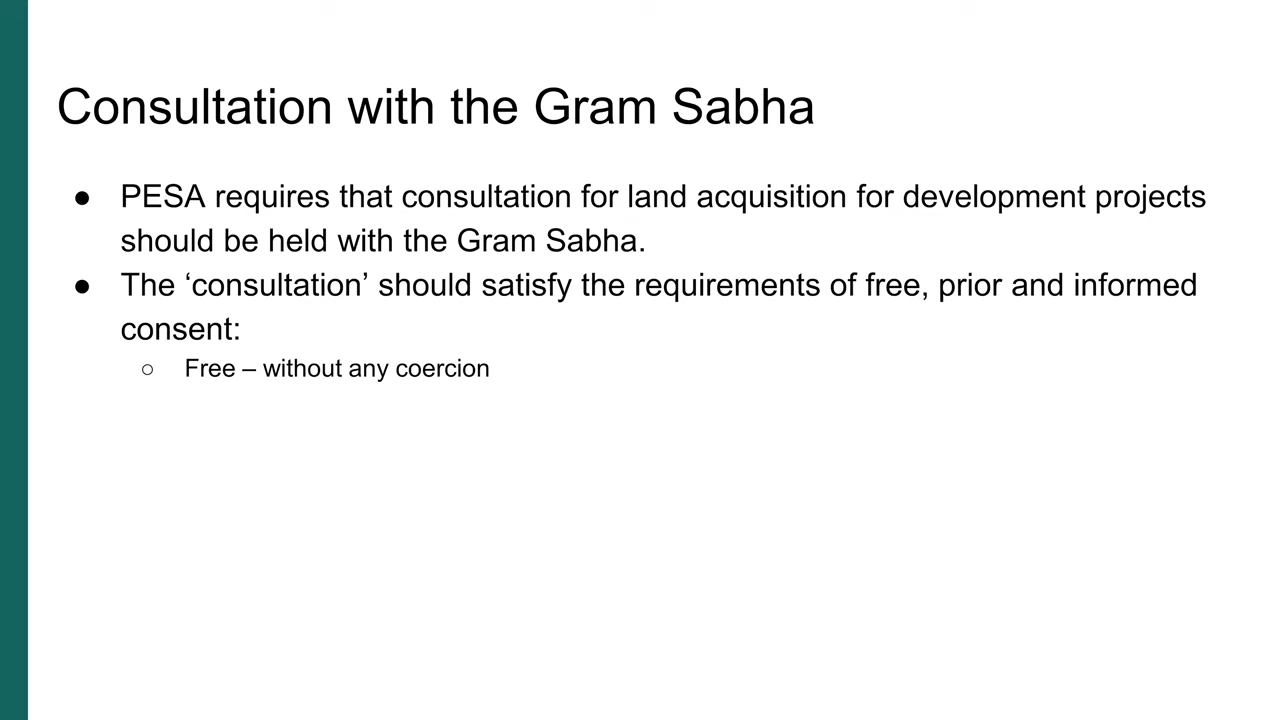 Consultation with the Gram Sabha
● PESA requires that consultation for land acquisition for development projects
should be held with the Gram Sabha.
● The ‘consultation’ should satisfy the requirements of free, prior and informed
consent:
○ Free – without any coercion